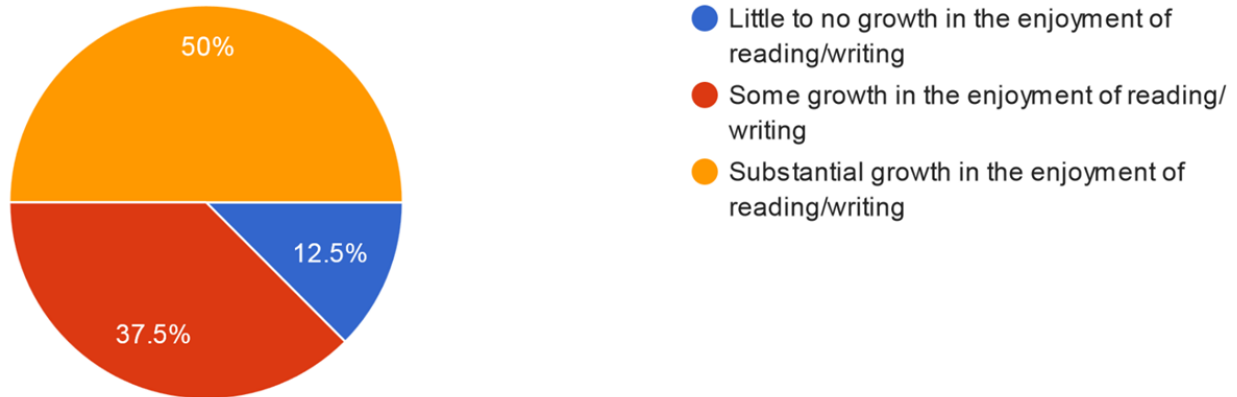 50%
12.5%
37.5%
Little to no growth in the enjoyment of
reading/writing
Some growth in the enjoyment of reading/
writing
Substantial growth in the enjoyment of
reading/writing